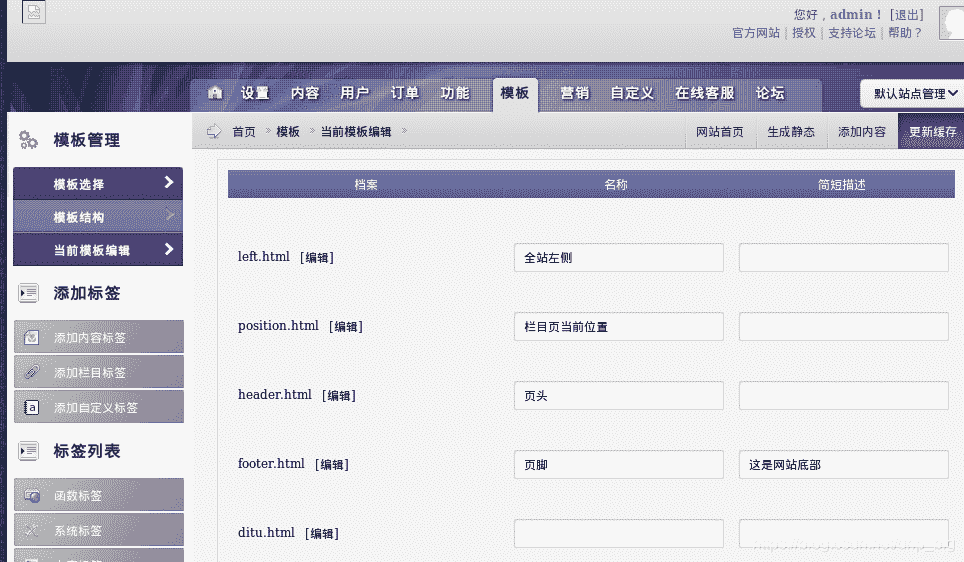 您好，admin！ [退出]
官方网站 | 授权 | 支持论坛 | 帮助？
设置 内容 用户 订单 功能 模板 营销 自定义 在线客服 论坛
默认站点管理
首页 > 模板 > 当前模板编辑 >
网站首页 生成静态 添加内容 更新缓存
模板管理
模板选择
模板结构
当前模板编辑
添加标签
添加内容标签
添加栏目标签
添加自定义标签
标签列表
函数标签
系统标签
档案 名称 简短描述
left.html [编辑] 全站左侧
position.html [编辑] 栏目页当前位置
header.html [编辑] 页头
footer.html [编辑] 页脚 这是网站底部
ditu.html [编辑]